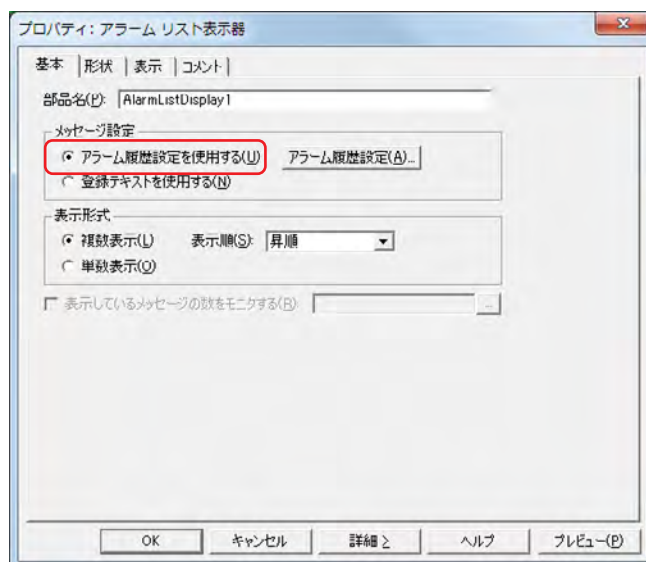 プロパティ: アラーム リスト表示器
基本 形状 表示 コメント
部品名(P): AlarmListDisplay1
メッセージ設定
アラーム履歴設定を使用する(U) アラーム履歴設定(A)...
登録テキストを使用する(N)
表示形式
複数表示(L) 表示順(S): 昇順
単数表示(O)
表示しているメッセージの数をモニタする(R) ...
OK キャンセル 詳細 ≥ ヘルプ プレビュー(P)